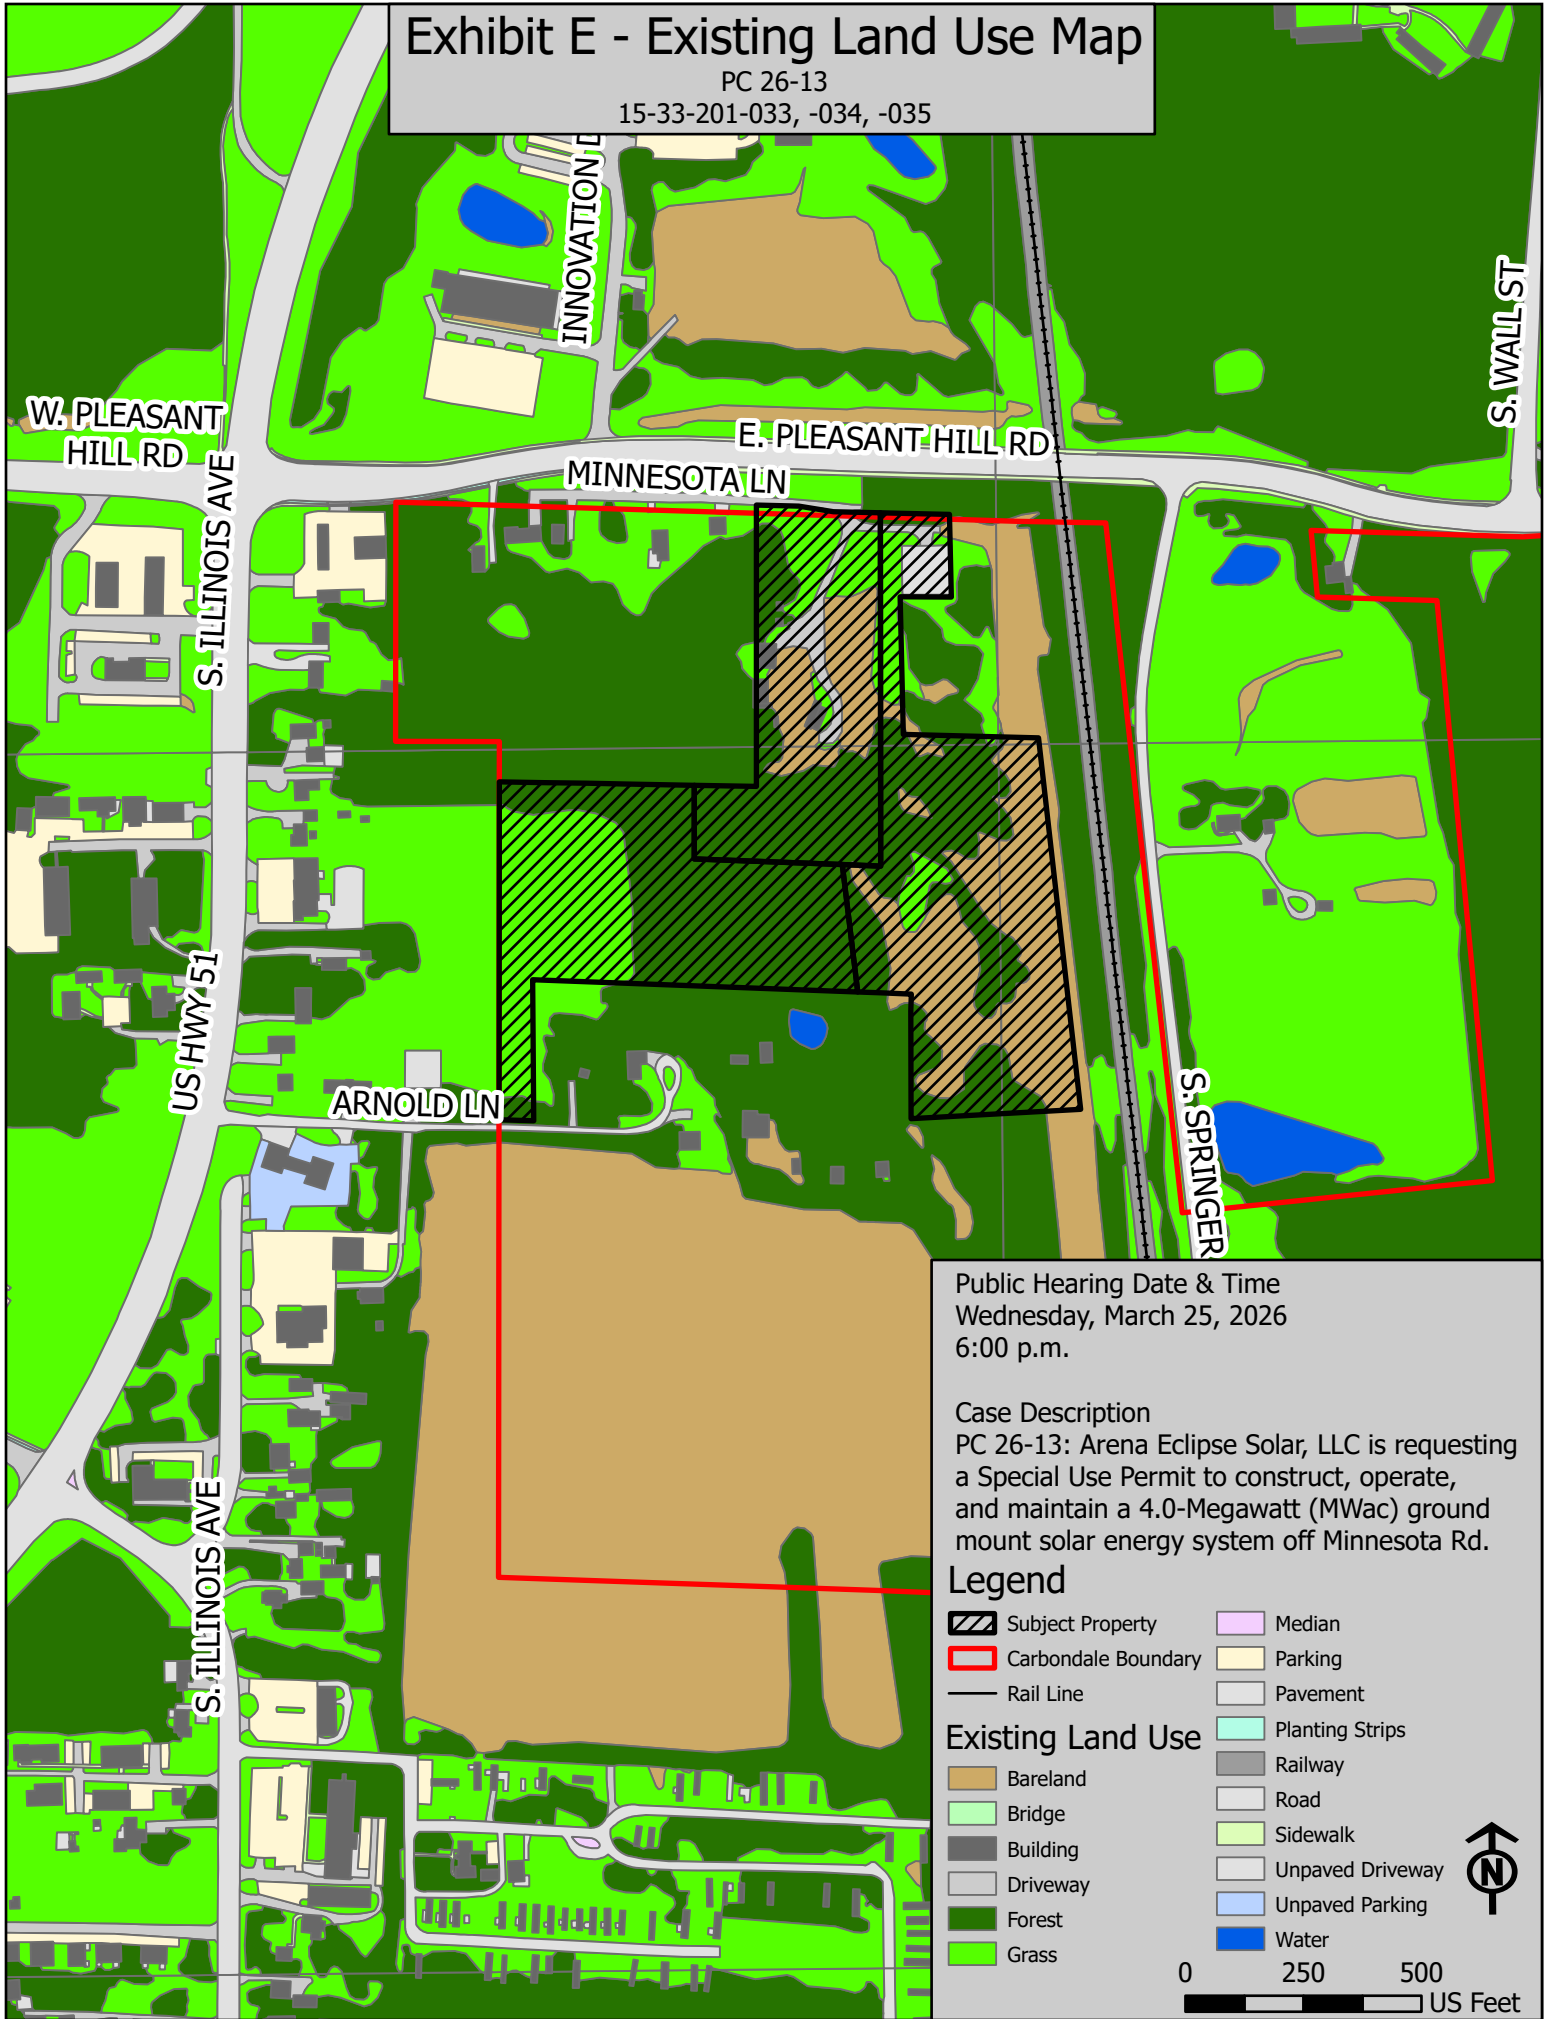 Exhibit E - Existing Land Use Map
PC 26-13
15-33-201-033, -034, -035
INNOVATION
S. WALL ST
W. PLEASANT
HILL RD
S. ILLINOIS AVE
E. PLEASANT HILL RD
MINNESOTA LN
US HWY 51
ARNOLD LN
S. SPRINGER
S. ILLINOIS AVE
Public Hearing Date & Time
Wednesday, March 25, 2026
6:00 p.m.
Case Description
PC 26-13: Arena Eclipse Solar, LLC is requesting
a Special Use Permit to construct, operate,
and maintain a 4.0-Megawatt (MWac) ground
mount solar energy system off Minnesota Rd.
Legend
Subject Property
Carbondale Boundary
Rail Line
Existing Land Use
Bareland
Bridge
Building
Driveway
Forest
Grass
Median
Parking
Pavement
Planting Strips
Railway
Road
Sidewalk
Unpaved Driveway
Unpaved Parking
Water
N
0 250 500
US Feet